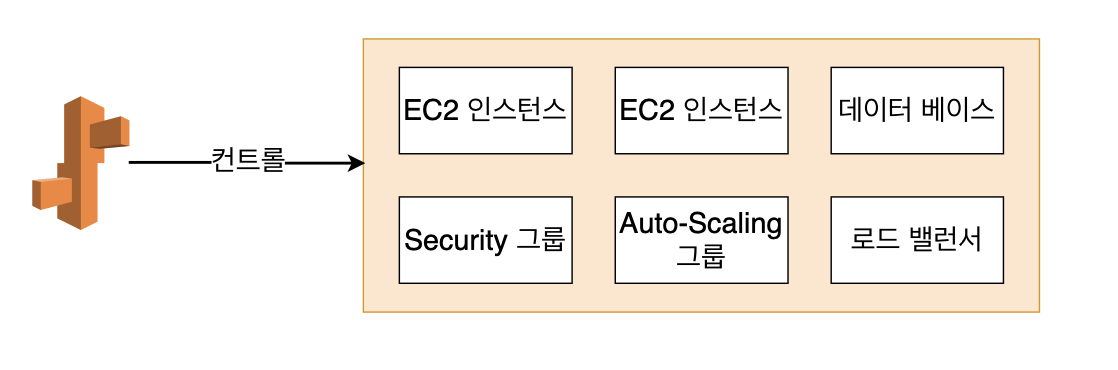 EC2 인스턴스
EC2 인스턴스
데이터 베이스
컨트롤
Security 그룹
Auto-Scaling
그룹
로드 밸런서